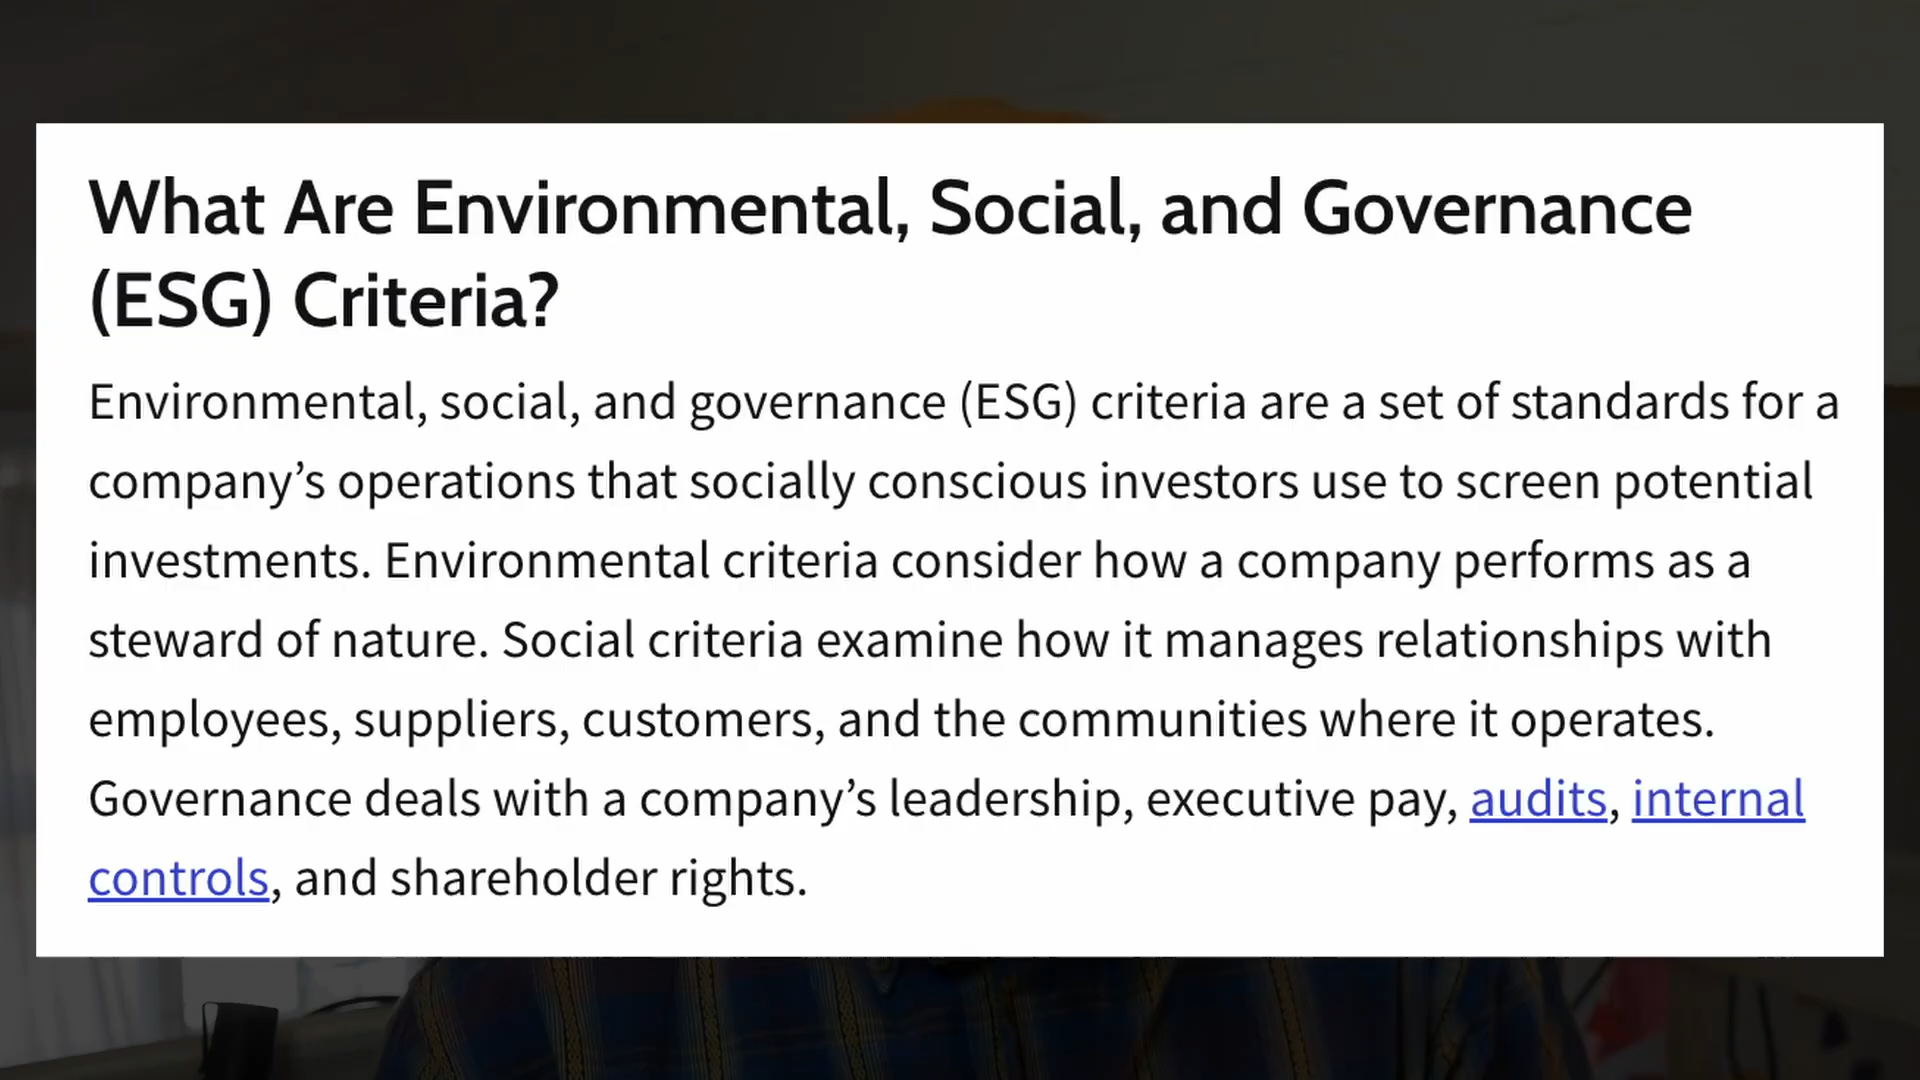 What Are Environmental, Social, and Governance
(ESG) Criteria?
Environmental, social, and governance (ESG) criteria are a set of standards for a
company’s operations that socially conscious investors use to screen potential
investments. Environmental criteria consider how a company performs as a
steward of nature. Social criteria examine how it manages relationships with
employees, suppliers, customers, and the communities where it operates.
Governance deals with a company’s leadership, executive pay, audits, internal
controls, and shareholder rights.